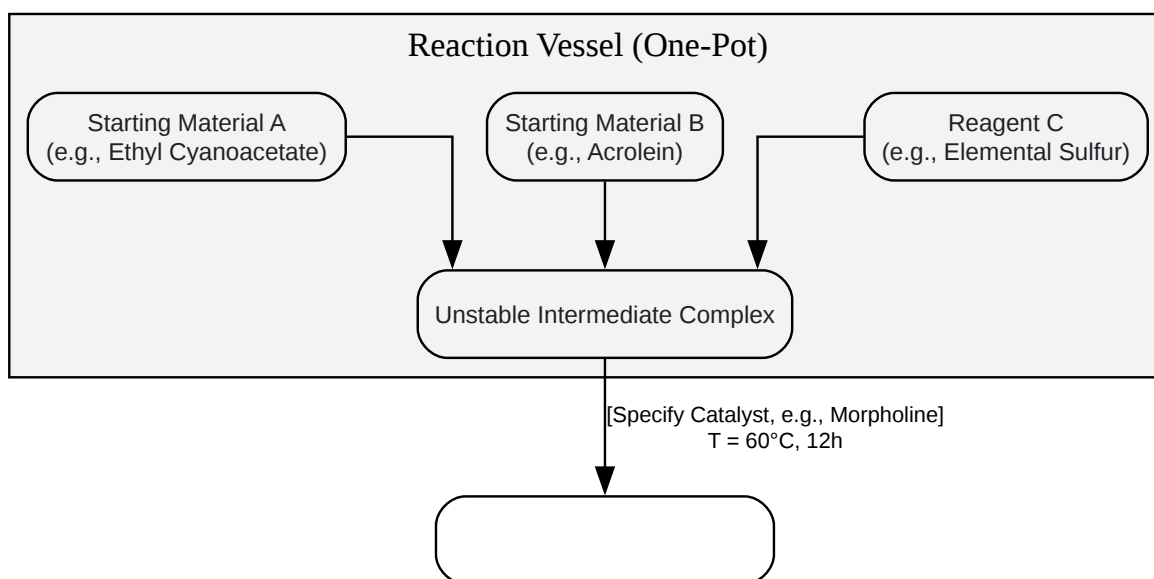 Reaction Vessel (One-Pot)
Starting Material A
(e.g., Ethyl Cyanoacetate)
Starting Material B
(e.g., Acrolein)
Reagent C
(e.g., Elemental Sulfur)
Unstable Intermediate Complex
[Specify Catalyst, e.g., Morpholine]
T = 60°C, 12h